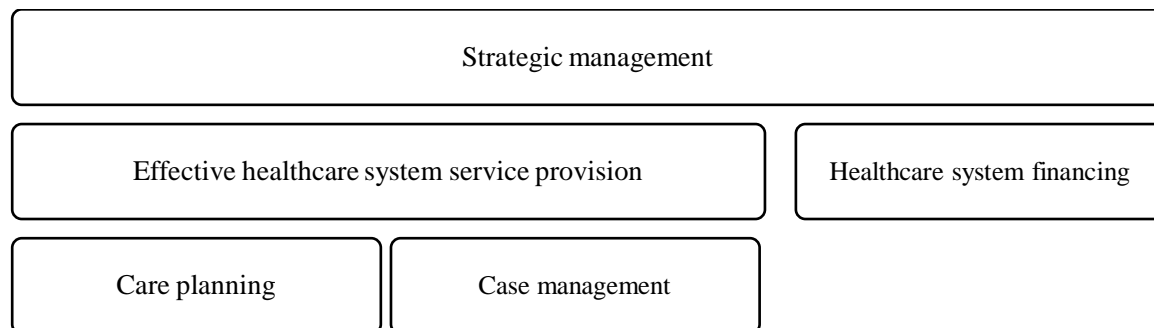 Strategic management
Effective healthcare system service provision
Healthcare system financing
Care planning
Case management